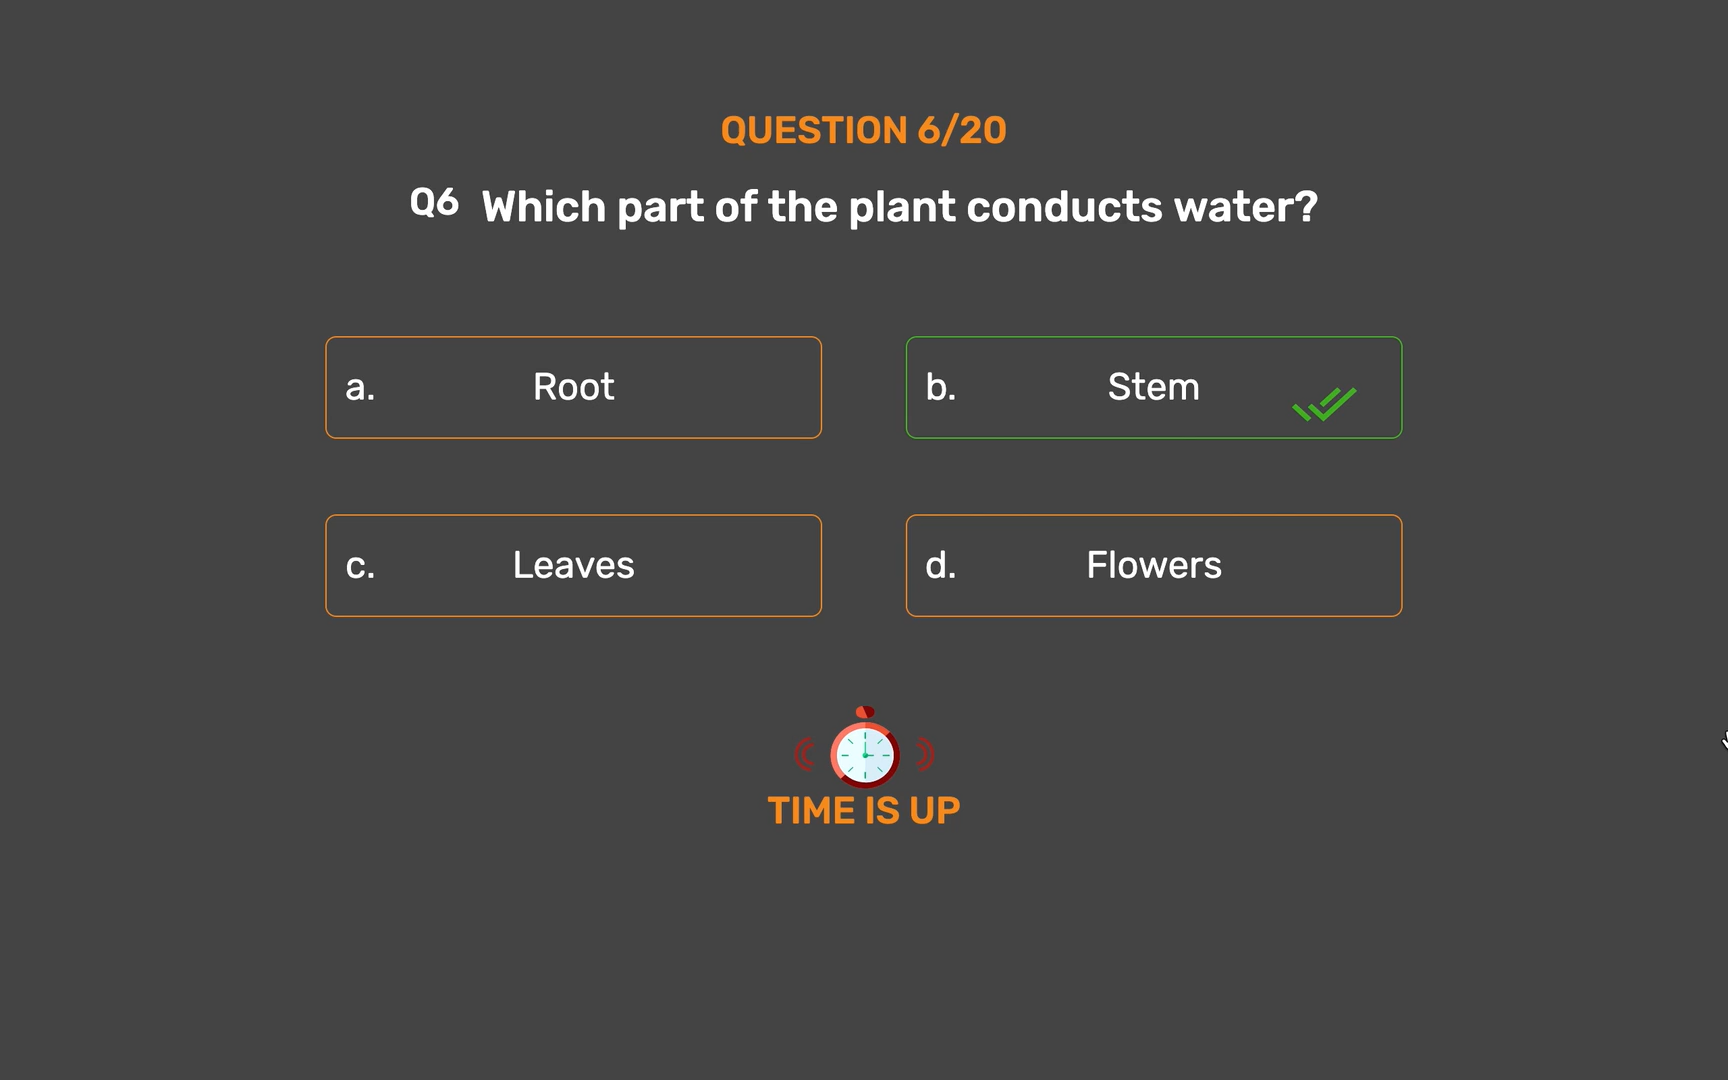 QUESTION 6/20
Q6 Which part of the plant conducts water?
a. Root
b. Stem
c. Leaves
d. Flowers
TIME IS UP